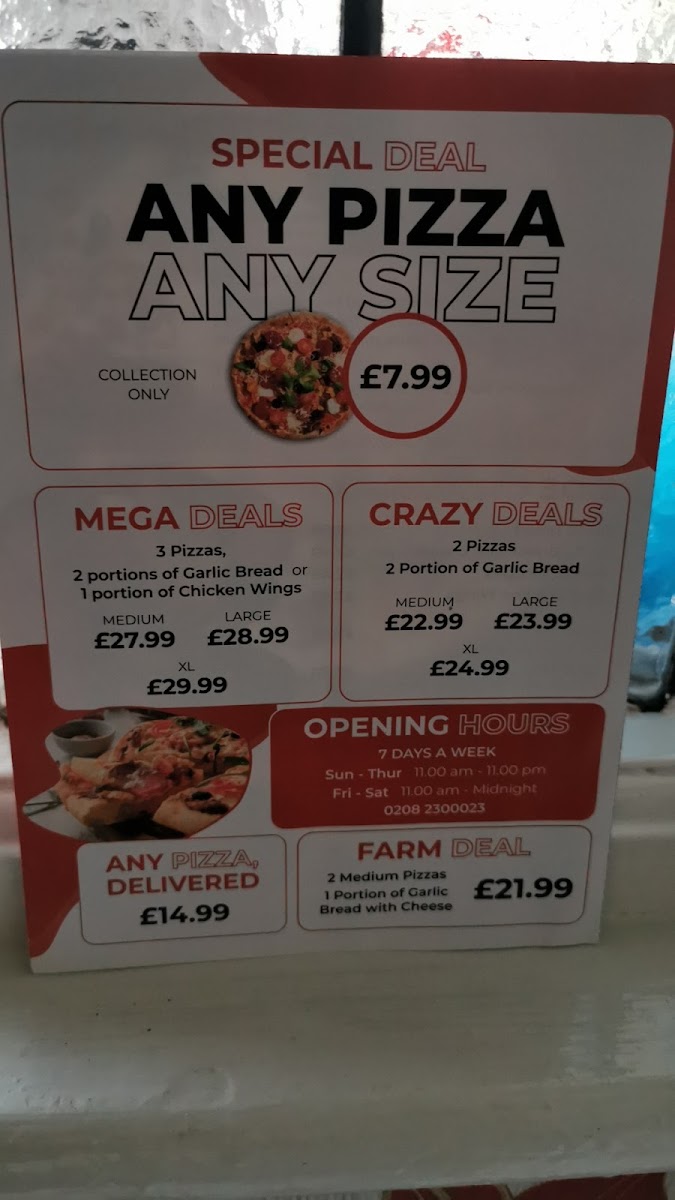 SPECIAL DEAL
ANY PIZZA
ANY SIZE
COLLECTION
ONLY
£7.99
MEGA DEALS
3 Pizzas,
2 portions of Garlic Bread or
1 portion of Chicken Wings
MEDIUM
£27.99
LARGE
£28.99
XL
£29.99
CRAZY DEALS
2 Pizzas
2 Portion of Garlic Bread
MEDIUM
£22.99
LARGE
£23.99
XL
£24.99
OPENING HOURS
7 DAYS A WEEK
Sun - Thur 11.00 am - 11.00 pm
Fri - Sat 11.00 am - Midnight
0208 2300023
ANY PIZZA,
DELIVERED
£14.99
FARM DEAL
2 Medium Pizzas
1 Portion of Garlic
Bread with Cheese
£21.99